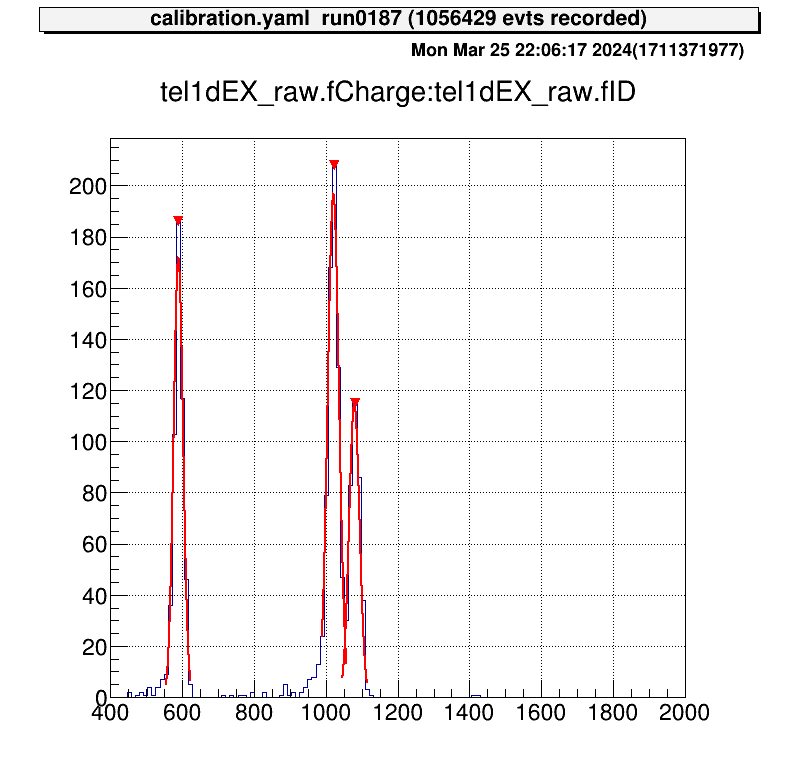 calibration.yaml run0187 (1056429 evts recorded)
Mon Mar 25 22:06:17 2024(1711371977)
tel1dEX_raw.fCharge:tel1dEX_raw.fID
200
180
160
140
120
100
80
60
40
20
0
400 600 800 1000 1200 1400 1600 1800 2000